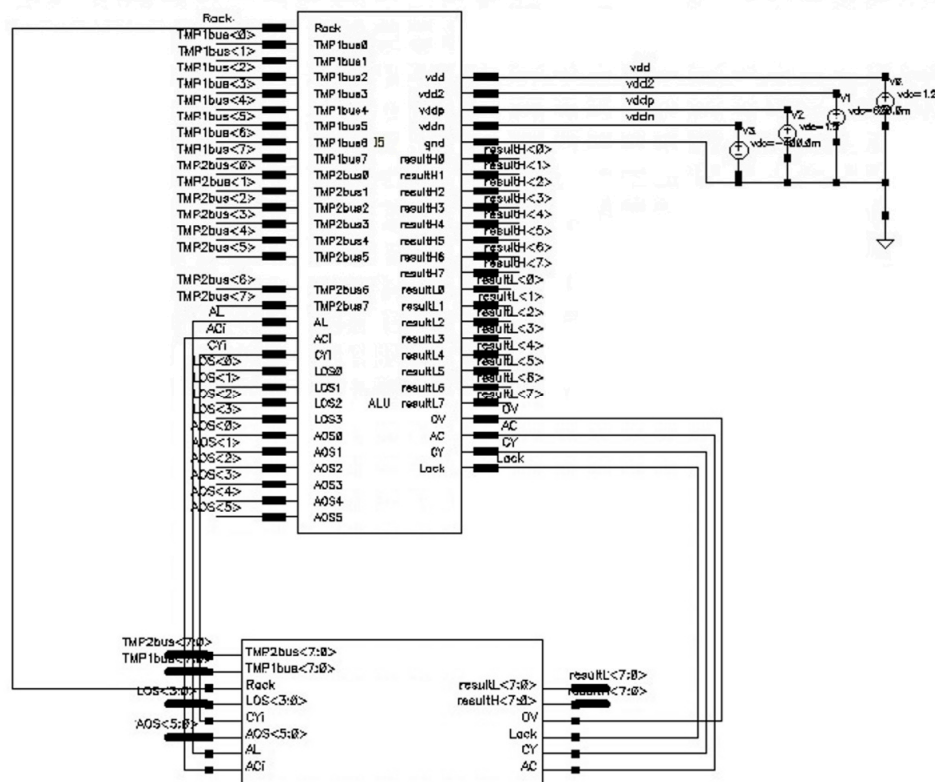 Rack
TMP1bus<0>
TMP1bus<1>
TMP1bus<2>
TMP1bus<3>
TMP1bus<4>
TMP1bus<5>
TMP1bus<6>
TMP1bus<7>
TMP2bus<0>
TMP2bus<1>
TMP2bus<2>
TMP2bus<3>
TMP2bus<4>
TMP2bus<5>
TMP2bus<6>
TMP2bus<7>
AL
ACi
CYi
LOS<0>
LOS<1>
LOS<2>
LOS<3>
AOS<0>
AOS<1>
AOS<2>
AOS<3>
AOS<4>
AOS<5>
Rack
TMP1bus0
TMP1bus1
TMP1bus2
TMP1bus3
TMP1bus4
TMP1bus5
TMP1bus6
TMP1bus7
TMP2bus0
TMP2bus1
TMP2bus2
TMP2bus3
TMP2bus4
TMP2bus5
TMP2bus6
TMP2bus7
AL
ACi
CYi
LOS0
LOS1
LOS2
LOS3
AOS0
AOS1
AOS2
AOS3
AOS4
AOS5
I5
ALU
vdd
vdd2
vddp
vddn
gnd
resultH0
resultH1
resultH2
resultH3
resultH4
resultH5
resultH6
resultH7
resultL0
resultL1
resultL2
resultL3
resultL4
resultL5
resultL6
resultL7
OV
AC
CY
Lack
vdd
vdd2
vddp
vddn
resultH<0>
resultH<1>
resultH<2>
resultH<3>
resultH<4>
resultH<5>
resultH<6>
resultH<7>
resultL<0>
resultL<1>
resultL<2>
resultL<3>
resultL<4>
resultL<5>
resultL<6>
resultL<7>
OV
AC
CY
Lack
V0
vdc=1.2
V1
V2
V3
TMP2bus<7:0>
TMP1bus<7:0>
LOS<3:0>
AOS<5:0>
TMP2bus<7:0>
TMP1bus<7:0>
Rack
LOS<3:0>
CYi
AOS<5:0>
AL
ACi
resultL<7:0>
resultH<7:0>
OV
Lack
CY
AC
resultL<7:0>
resultH<7:0>